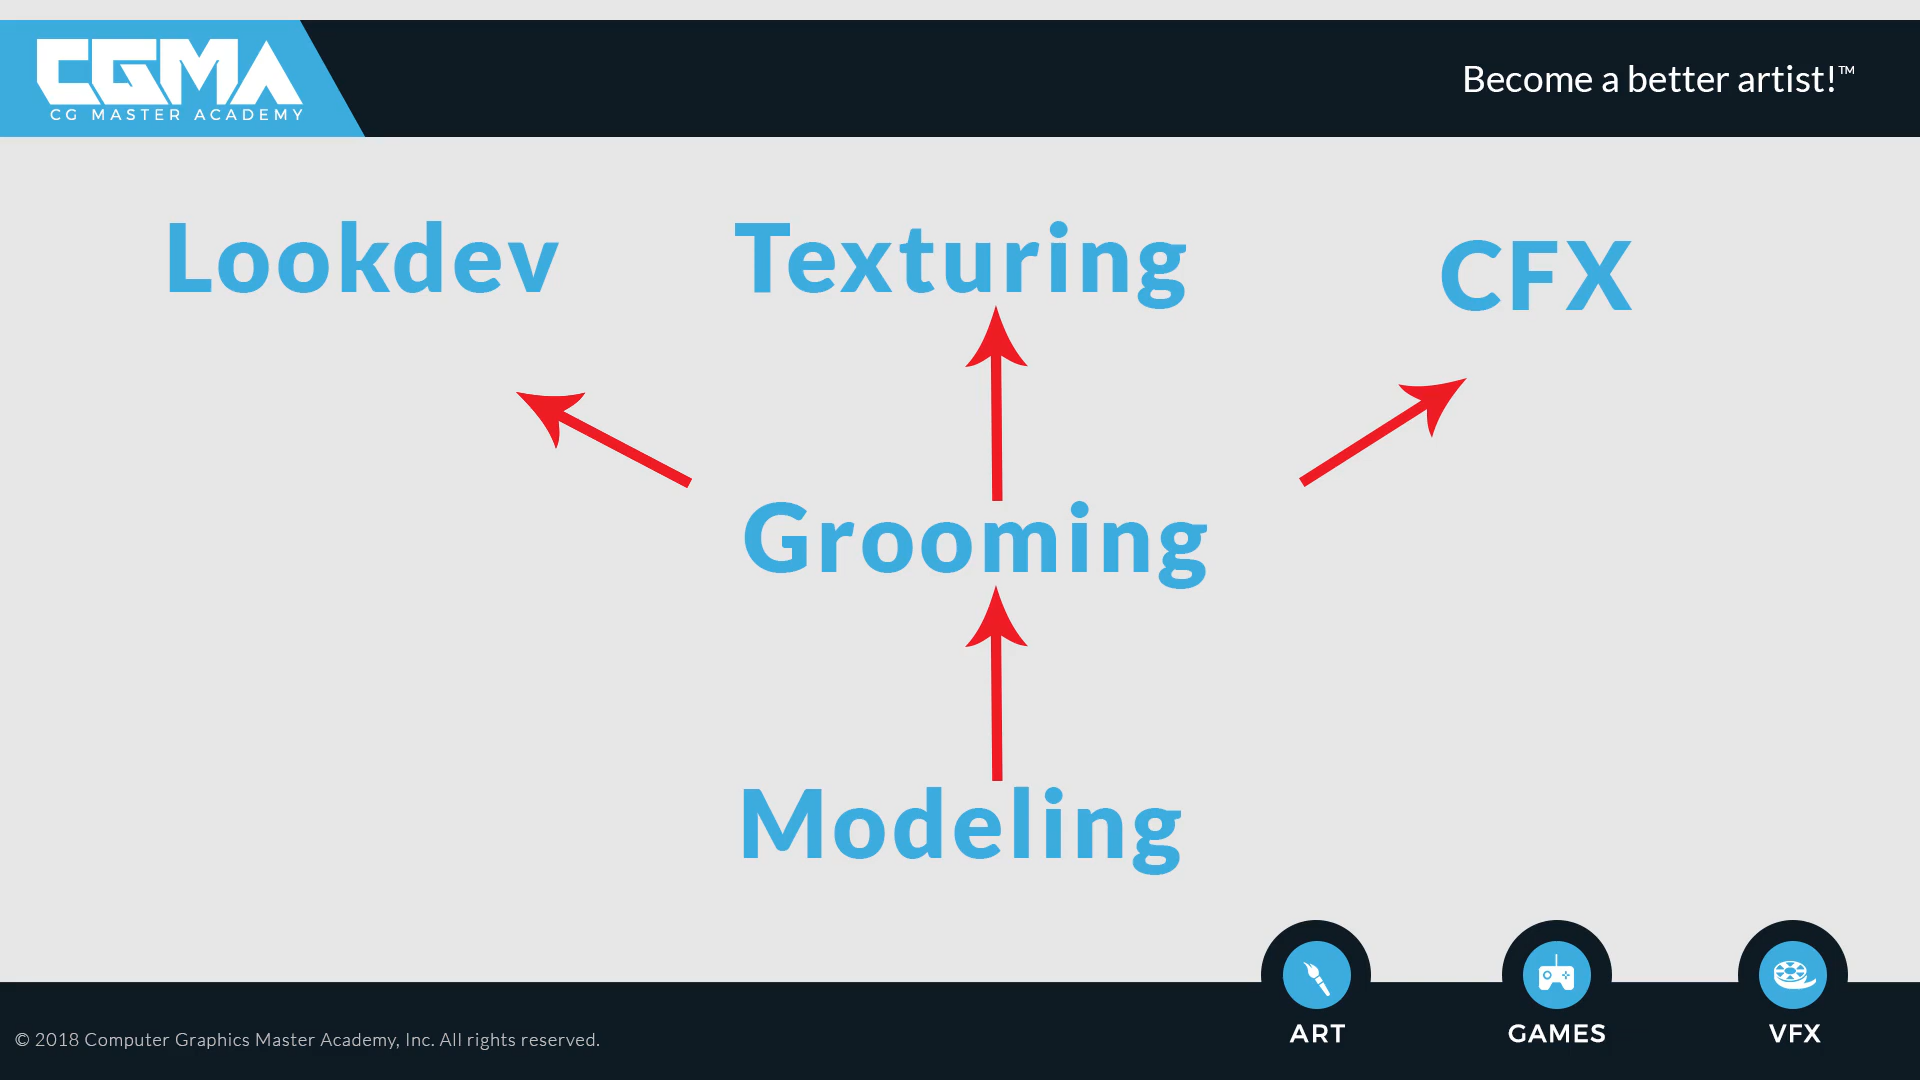 CGMA
CG MASTER ACADEMY
Become a better artist!™
Lookdev
Texturing
CFX
Grooming
Modeling
ART
GAMES
VFX
© 2018 Computer Graphics Master Academy, Inc. All rights reserved.